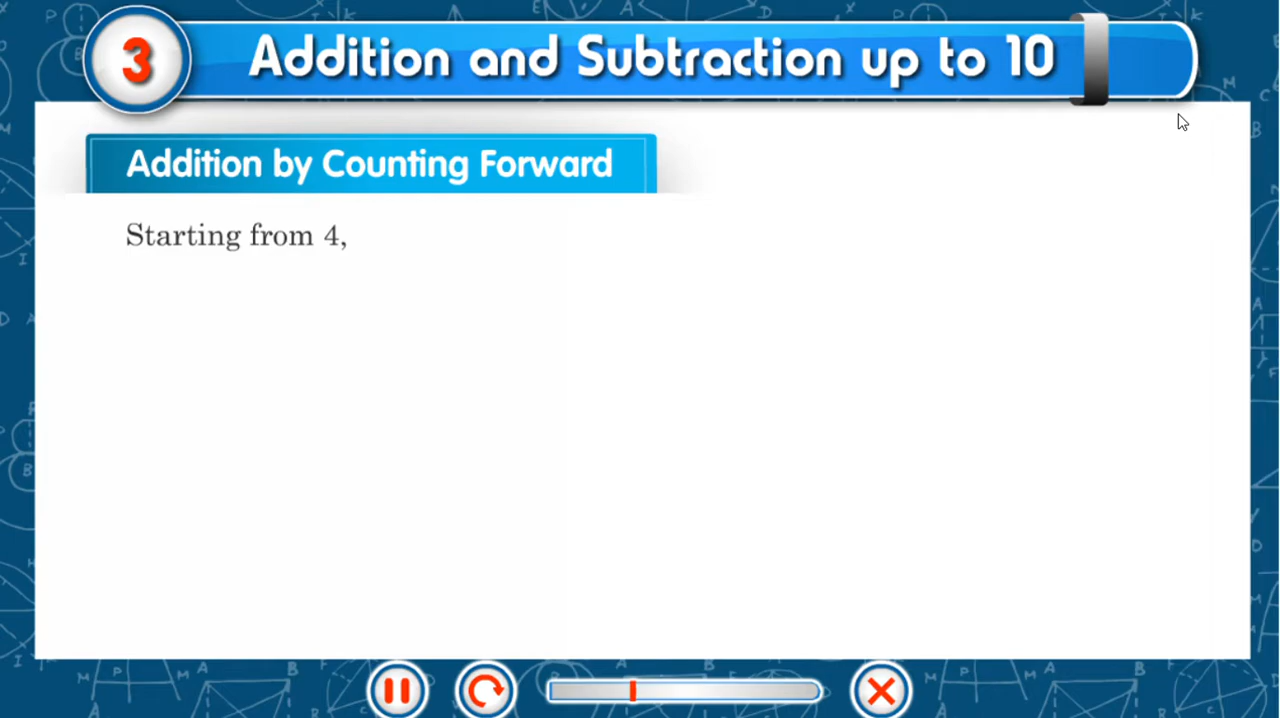 3
Addition and Subtraction up to 10
Addition by Counting Forward
Starting from 4,